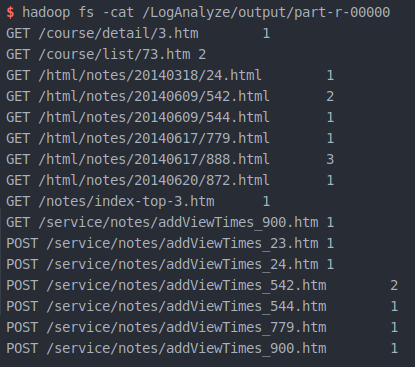 $ hadoop fs -cat /LogAnalyze/output/part-r-00000
GET /course/detail/3.htm 1
GET /course/list/73.htm 2
GET /html/notes/20140318/24.html 1
GET /html/notes/20140609/542.html 2
GET /html/notes/20140609/544.html 1
GET /html/notes/20140617/779.html 1
GET /html/notes/20140617/888.html 3
GET /html/notes/20140620/872.html 1
GET /notes/index-top-3.htm 1
GET /service/notes/addViewTimes_900.htm 1
POST /service/notes/addViewTimes_23.htm 1
POST /service/notes/addViewTimes_24.htm 1
POST /service/notes/addViewTimes_542.htm 2
POST /service/notes/addViewTimes_544.htm 1
POST /service/notes/addViewTimes_779.htm 1
POST /service/notes/addViewTimes_900.htm 1